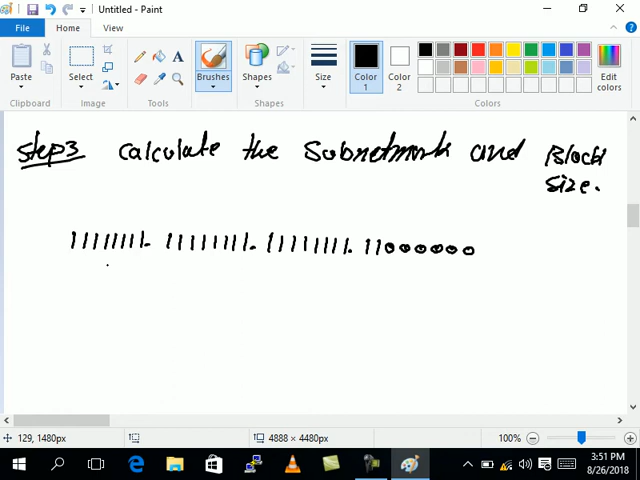 Untitled - Paint
File Home View
Paste Select Brushes Shapes Size Color 1 Color 2 Edit colors
Clipboard Image Tools Shapes Colors
Step3 calculate the Subnetmask and Block
Size.
11111111. 11111111. 11111111. 11000000
129, 1480px 4888 × 4480px 100%
3:51 PM
8/26/2018